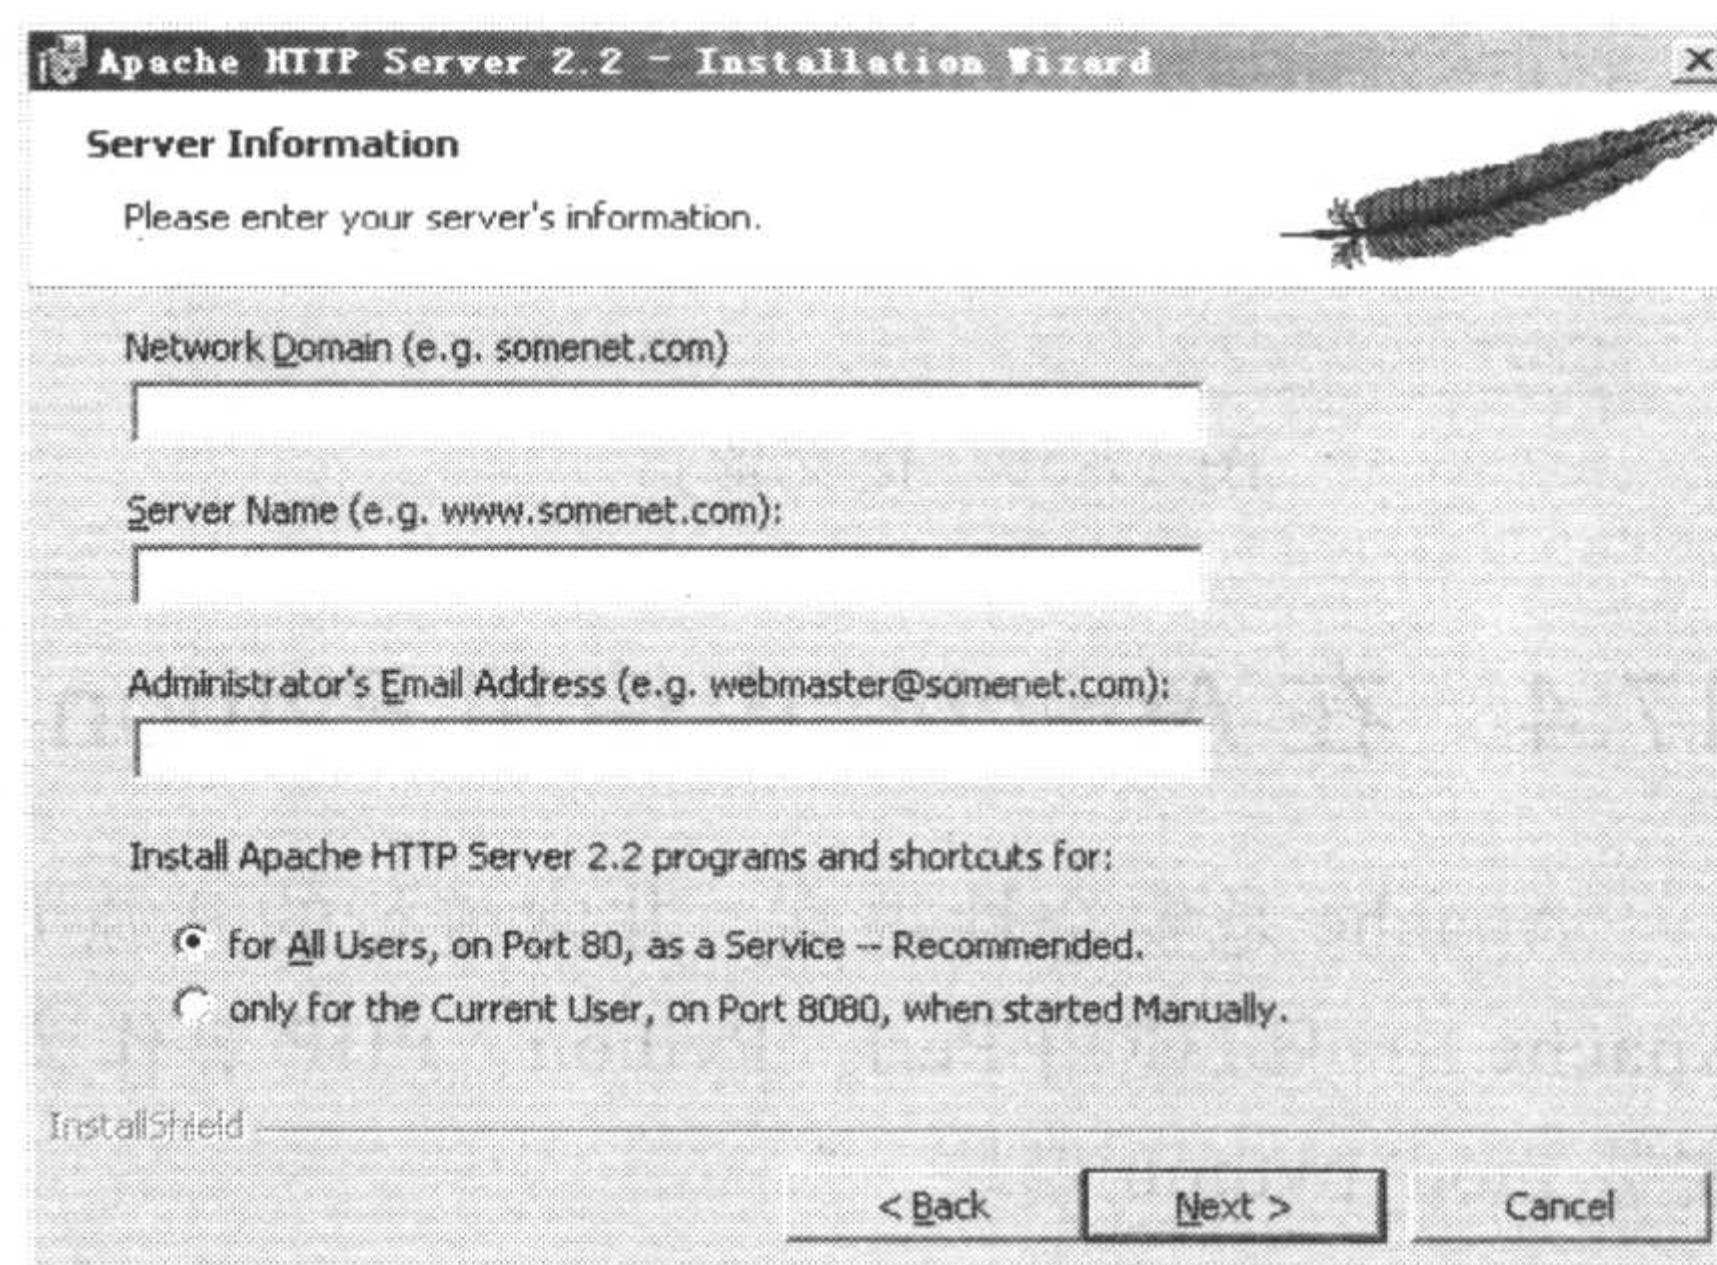 Apache HTTP Server 2.2 - Installation Wizard
Server Information
Please enter your server's information.
Network Domain (e.g. somenet.com)
Server Name (e.g. www.somenet.com):
Administrator's Email Address (e.g. webmaster@somenet.com):
Install Apache HTTP Server 2.2 programs and shortcuts for:
for All Users, on Port 80, as a Service -- Recommended.
only for the Current User, on Port 8080, when started Manually.
InstallShield
< Back
Next >
Cancel